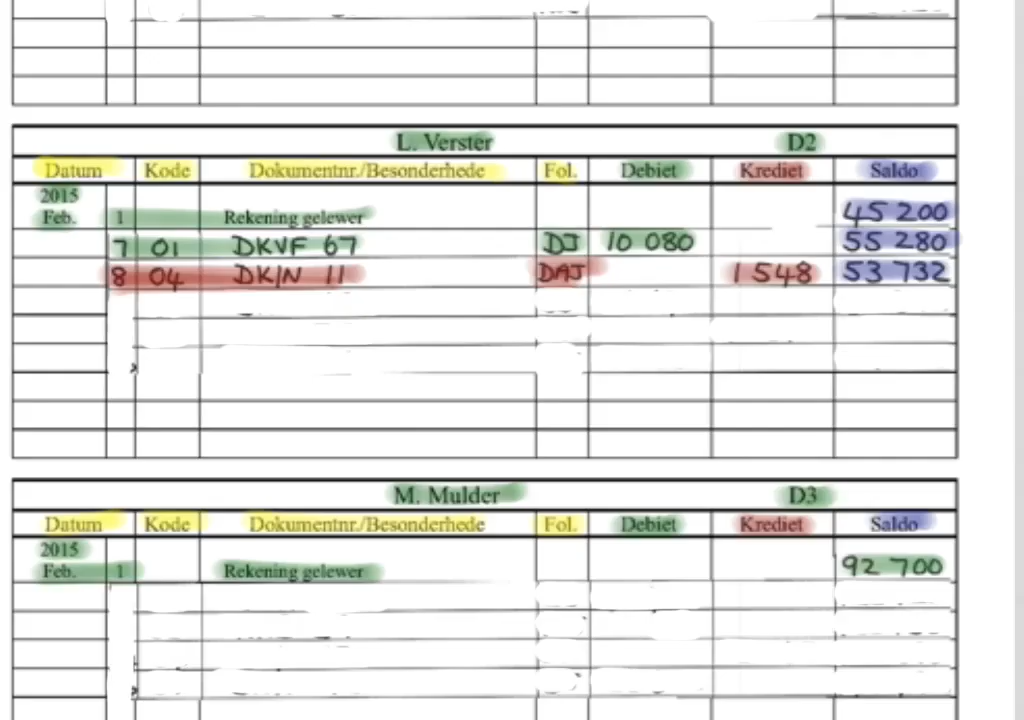 L. Verster D2
Datum Kode Dokumentnr./Besonderhede Fol. Debiet Krediet Saldo
2015
Feb. 1 Rekening gelewer 45 200
7 01 DKVF 67 DJ 10 080 55 280
8 04 DK/N 11 DAJ 1 548 53 732
M. Mulder D3
Datum Kode Dokumentnr./Besonderhede Fol. Debiet Krediet Saldo
2015
Feb. 1 Rekening gelewer 92 700